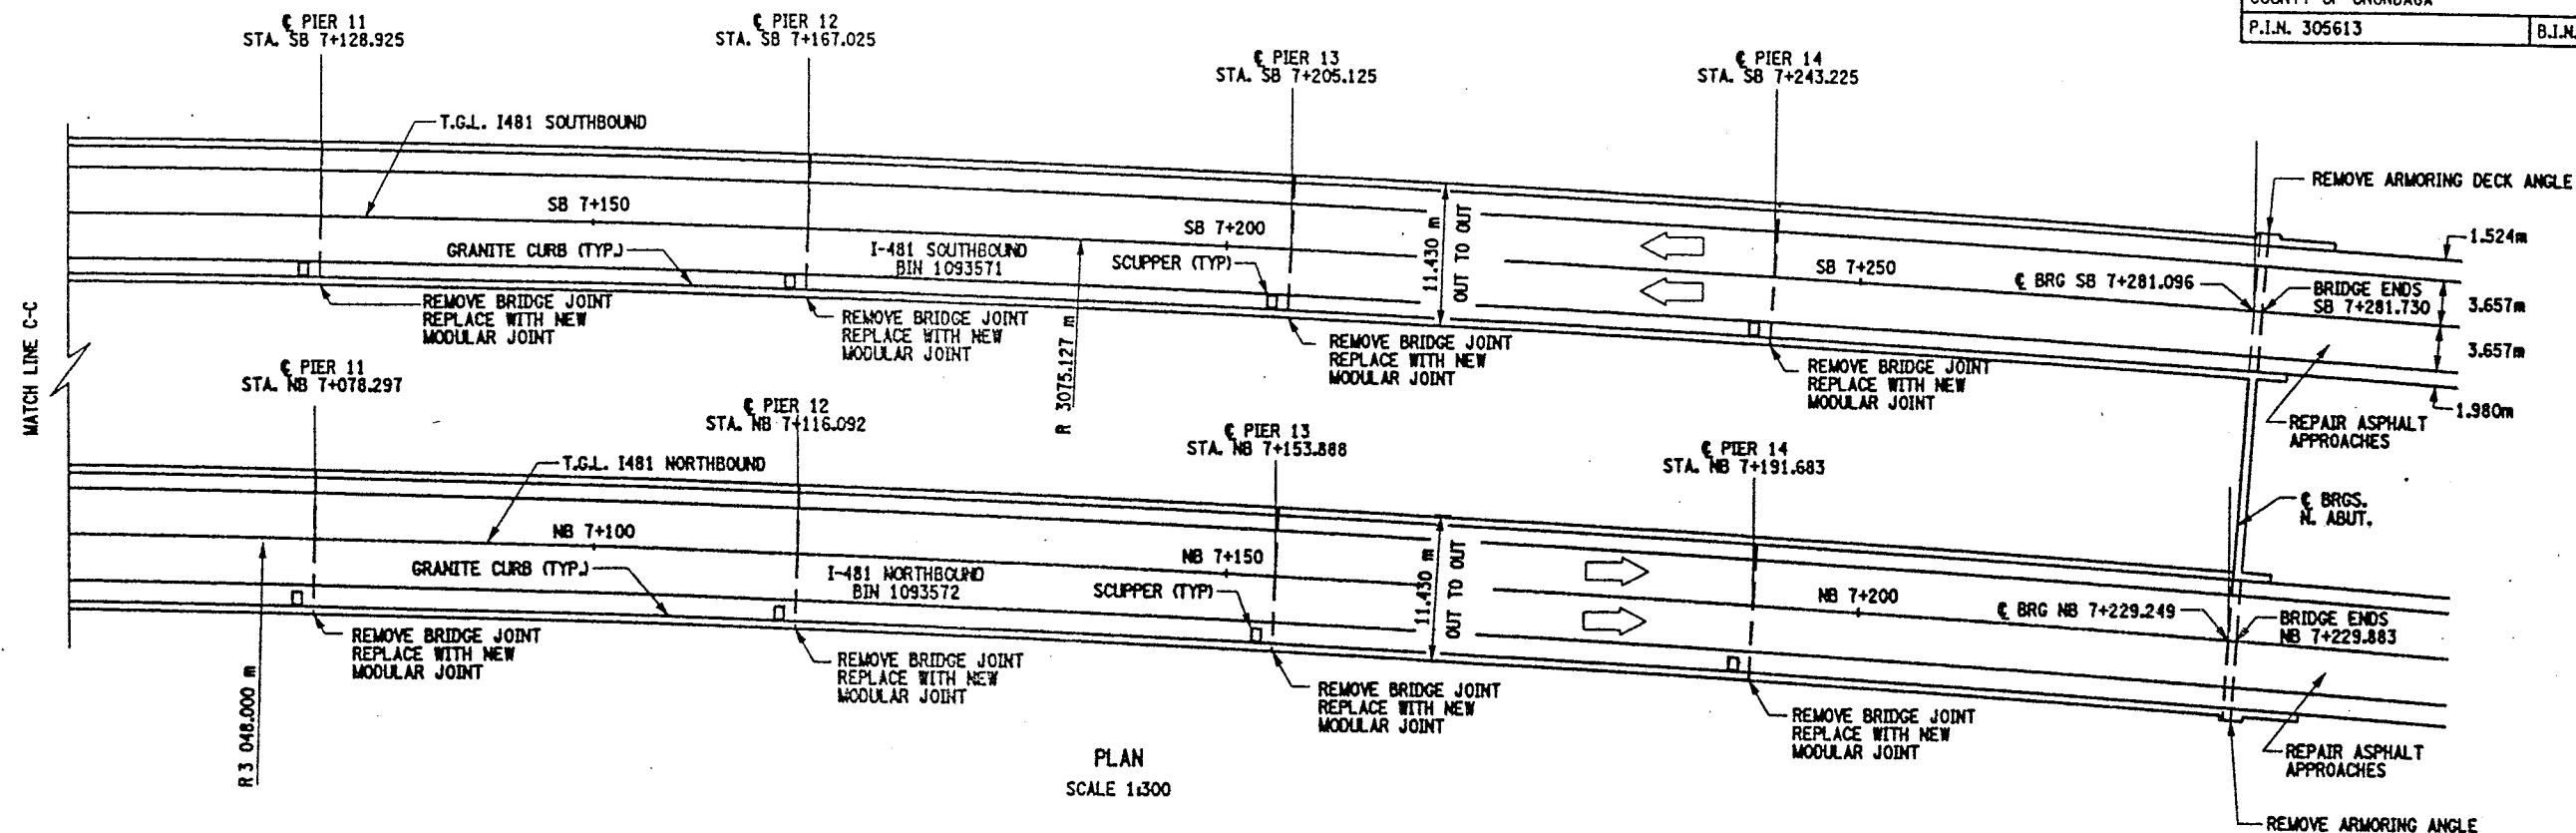 COUNTY OF ONONDAGA
P.I.N. 305613
B.I.N.
℄ PIER 11
STA. SB 7+128.925
℄ PIER 12
STA. SB 7+167.025
℄ PIER 13
STA. SB 7+205.125
℄ PIER 14
STA. SB 7+243.225
T.G.L. I481 SOUTHBOUND
REMOVE ARMORING DECK ANGLE
SB 7+150
SB 7+200
11.430 m
OUT TO OUT
1.524m
GRANITE CURB (TYP.)
I-481 SOUTHBOUND
BIN 1093571
SCUPPER (TYP)
SB 7+250
℄ BRG SB 7+281.096
BRIDGE ENDS
SB 7+281.730
3.657m
3.657m
1.980m
REMOVE BRIDGE JOINT
REPLACE WITH NEW
MODULAR JOINT
REMOVE BRIDGE JOINT
REPLACE WITH NEW
MODULAR JOINT
REMOVE BRIDGE JOINT
REPLACE WITH NEW
MODULAR JOINT
REMOVE BRIDGE JOINT
REPLACE WITH NEW
MODULAR JOINT
R 3075.127 m
REPAIR ASPHALT
APPROACHES
MATCH LINE C-C
℄ PIER 11
STA. NB 7+078.297
℄ PIER 12
STA. NB 7+116.092
℄ PIER 13
STA. NB 7+153.888
℄ PIER 14
STA. NB 7+191.683
T.G.L. I481 NORTHBOUND
℄ BRGS.
N. ABUT.
NB 7+100
NB 7+150
11.430 m
OUT TO OUT
GRANITE CURB (TYP.)
I-481 NORTHBOUND
BIN 1093572
SCUPPER (TYP)
NB 7+200
℄ BRG NB 7+229.249
BRIDGE ENDS
NB 7+229.883
REMOVE BRIDGE JOINT
REPLACE WITH NEW
MODULAR JOINT
REMOVE BRIDGE JOINT
REPLACE WITH NEW
MODULAR JOINT
REMOVE BRIDGE JOINT
REPLACE WITH NEW
MODULAR JOINT
REMOVE BRIDGE JOINT
REPLACE WITH NEW
MODULAR JOINT
R 3 048.000 m
REPAIR ASPHALT
APPROACHES
PLAN
SCALE 1:300
REMOVE ARMORING ANGLE